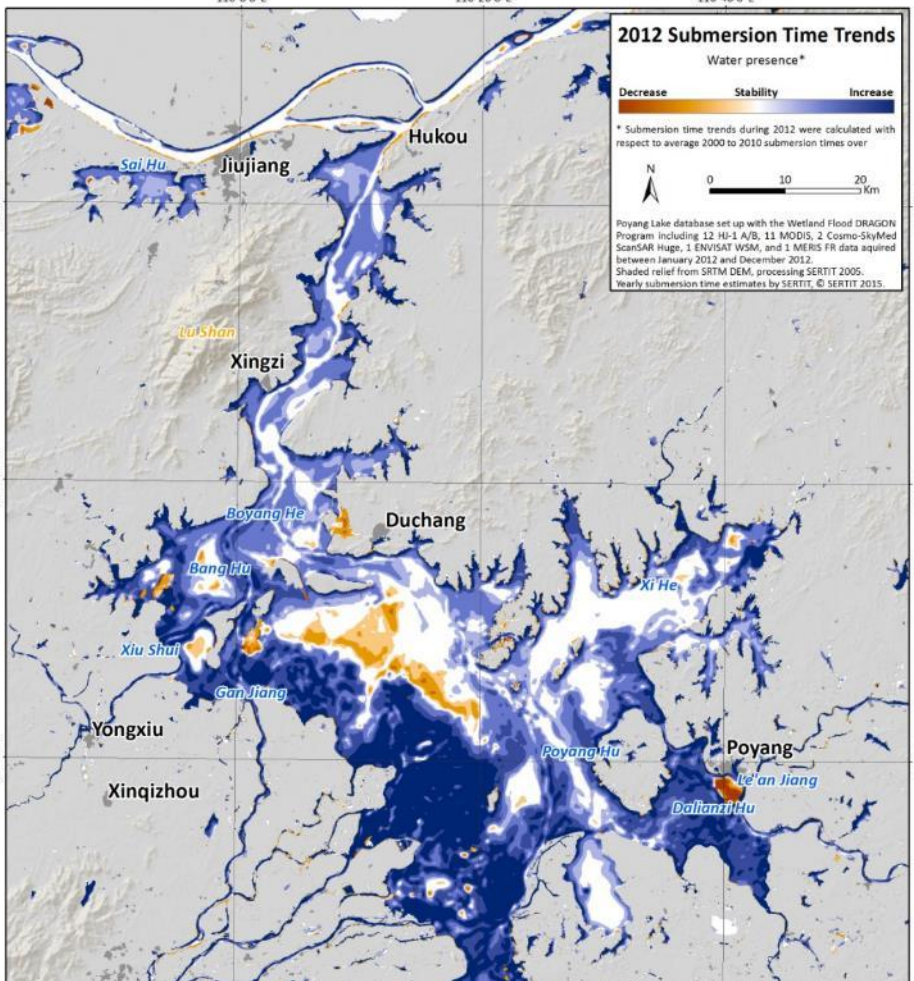 2012 Submersion Time Trends
Water presence*
Decrease Stability Increase
* Submersion time trends during 2012 were calculated with
respect to average 2000 to 2010 submersion times over
N
0 10 20
Km
Poyang Lake database set up with the Wetland Flood DRAGON
Program including 12 HJ-1 A/B, 11 MODIS, 2 Cosmo-SkyMed
ScanSAR Huge, 1 ENVISAT WSM, and 1 MERIS FR data aquired
between January 2012 and December 2012.
Shaded relief from SRTM DEM, processing SERTIT 2005.
Yearly submersion time estimates by SERTIT, © SERTIT 2015.
Hukou
Sai Hu
Jiujiang
Lu Shan
Xingzi
Boyang He
Duchang
Bang Hu
Xi He
Xiu Shui
Gan Jiang
Yongxiu
Poyang Hu
Poyang
Le'an Jiang
Xinqizhou
Dalianzi Hu